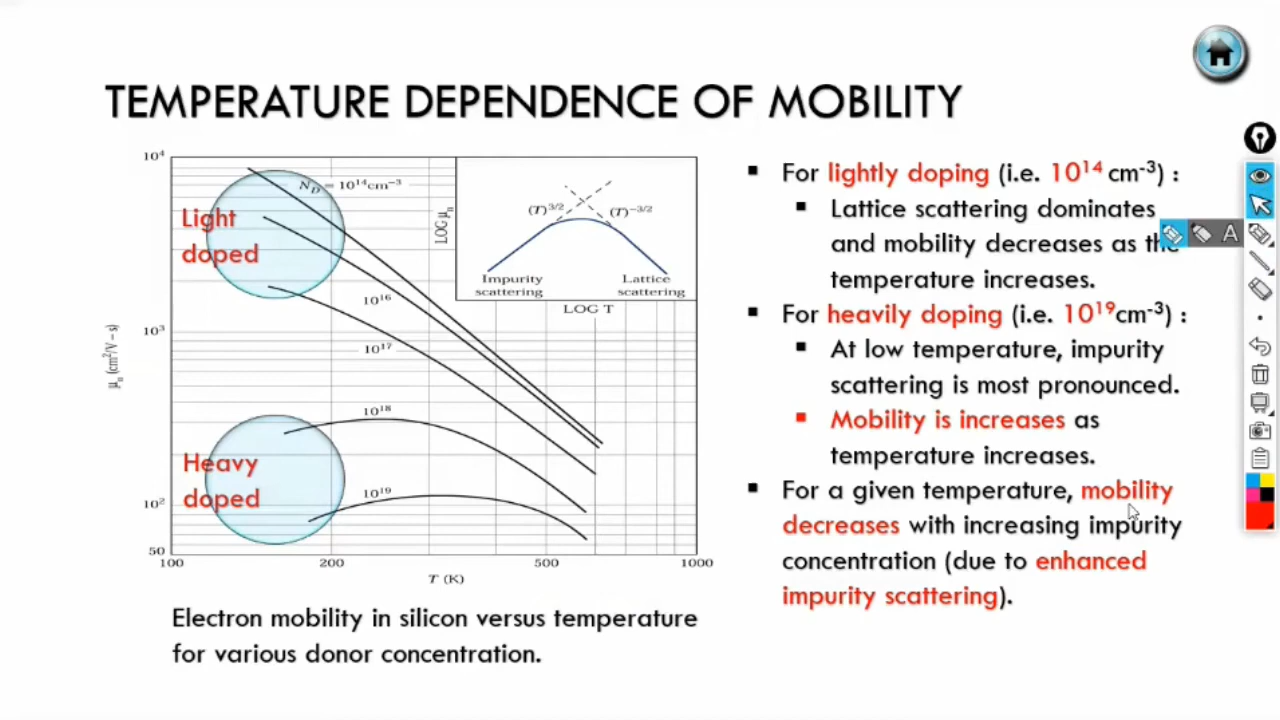 TEMPERATURE DEPENDENCE OF MOBILITY
10⁴
10³
10²
50
μₙ (cm²/V – s)
100
200
500
1000
T (K)
Light
doped
Heavy
doped
N_D = 10¹⁴cm⁻³
10¹⁶
10¹⁷
10¹⁸
10¹⁹
LOG μₙ
(T)³/²
(T)⁻³/²
Impurity
scattering
Lattice
scattering
LOG T
Electron mobility in silicon versus temperature
for various donor concentration.
▪ For lightly doping (i.e. 10¹⁴ cm⁻³) :
▪ Lattice scattering dominates
and mobility decreases as the
temperature increases.
▪ For heavily doping (i.e. 10¹⁹cm⁻³) :
▪ At low temperature, impurity
scattering is most pronounced.
▪ Mobility is increases as
temperature increases.
▪ For a given temperature, mobility
decreases with increasing impurity
concentration (due to enhanced
impurity scattering).
A